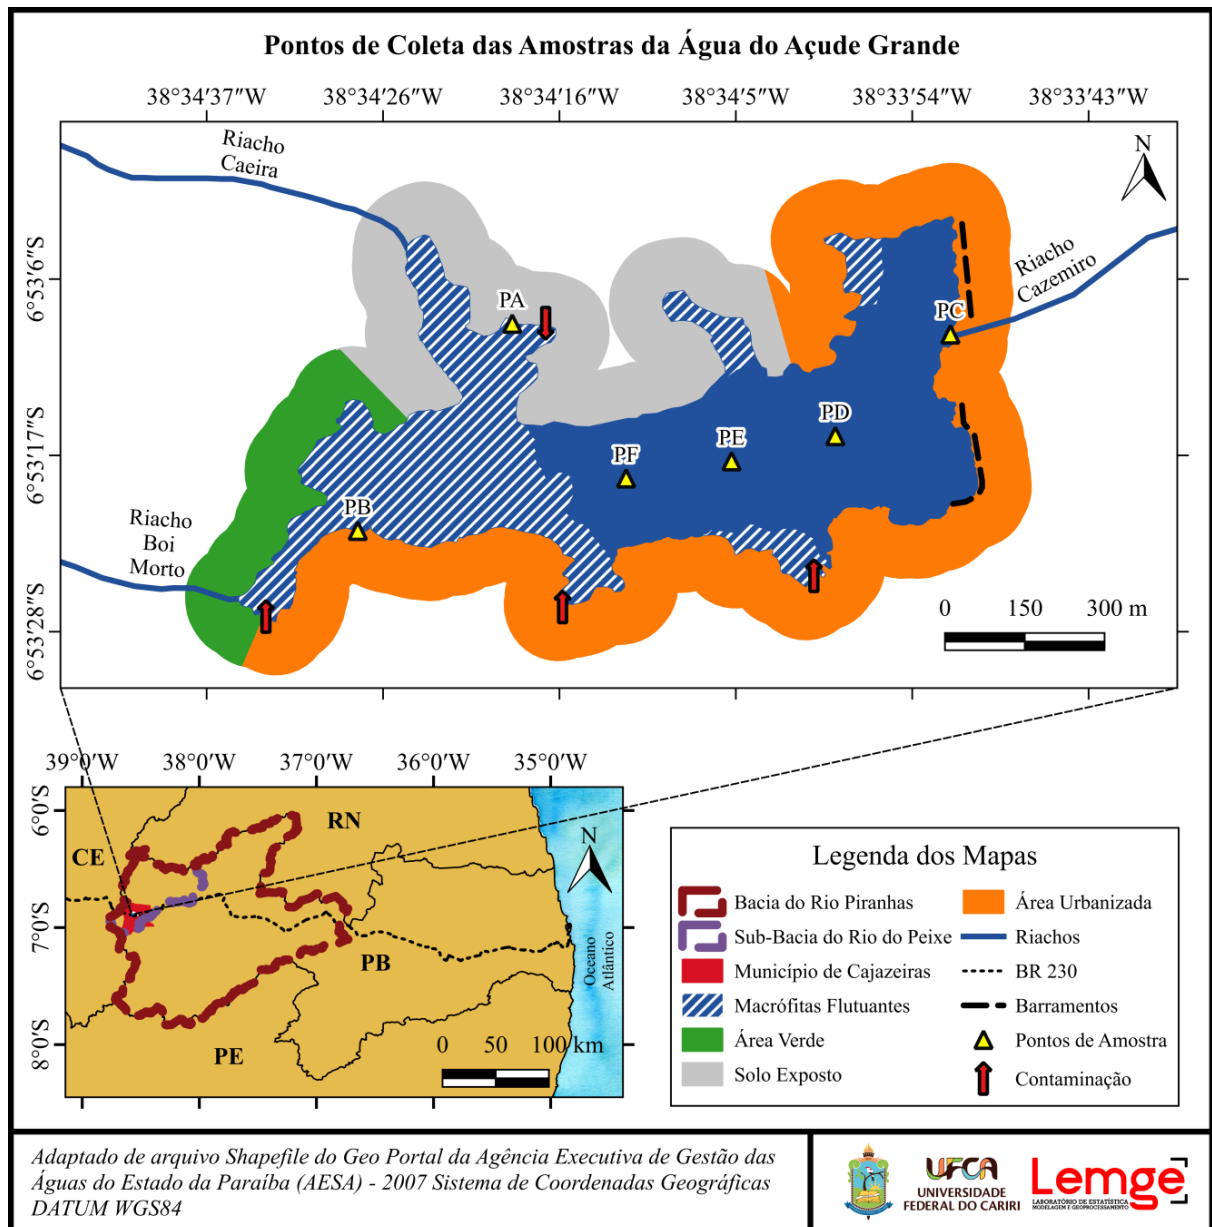 Pontos de Coleta das Amostras da Água do Açude Grande
38°34'37"W
38°34'26"W
38°34'16"W
38°34'5"W
38°33'54"W
38°33'43"W
Riacho
Caeira
N
6°53'6"S
6°53'17"S
6°53'28"S
Riacho
Cazemiro
PA
PC
PD
PE
PF
PB
Riacho
Boi
Morto
0 150 300 m
39°0'W
38°0'W
37°0'W
36°0'W
35°0'W
6°0'S
7°0'S
8°0'S
RN
CE
N
PB
PE
Oceano
Atlântico
0 50 100 km
Legenda dos Mapas
Bacia do Rio Piranhas
Sub-Bacia do Rio do Peixe
Município de Cajazeiras
Macrófitas Flutuantes
Área Verde
Solo Exposto
Área Urbanizada
Riachos
BR 230
Barramentos
Pontos de Amostra
Contaminação
Adaptado de arquivo Shapefile do Geo Portal da Agência Executiva de Gestão das
Águas do Estado da Paraíba (AESA) - 2007 Sistema de Coordenadas Geográficas
DATUM WGS84
UFCA
UNIVERSIDADE
FEDERAL DO CARIRI
Lemge
LABORATÓRIO DE ESTATÍSTICA
MODELAGEM E GEOPROCESSAMENTO